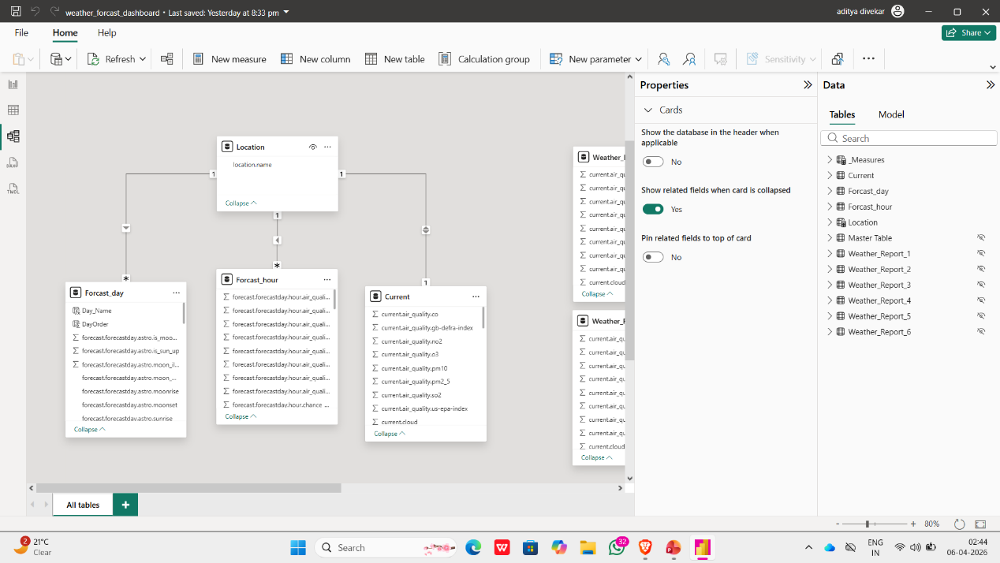 weather_forcast_dashboard • Last saved: Yesterday at 8:33 pm
aditya divekar
File Home Help
Share
Refresh
New measure
New column
New table
Calculation group
New parameter
Sensitivity
Location
location.name
Collapse
1
1
1
*
*
1
Forcast_day
Day_Name
DayOrder
forecast.forecastday.astro.is_moo...
forecast.forecastday.astro.is_sun_up
forecast.forecastday.astro.moon_il...
forecast.forecastday.astro.moon_...
forecast.forecastday.astro.moonrise
forecast.forecastday.astro.moonset
forecast.forecastday.astro.sunrise
Collapse
Forcast_hour
forecast.forecastday.hour.air_quali...
forecast.forecastday.hour.air_quali...
forecast.forecastday.hour.air_quali...
forecast.forecastday.hour.air_quali...
forecast.forecastday.hour.air_quali...
forecast.forecastday.hour.air_quali...
forecast.forecastday.hour.air_quali...
forecast.forecastday.hour.air_quali...
forecast.forecastday.hour.chance_...
Collapse
Current
current.air_quality.co
current.air_quality.gb-defra-index
current.air_quality.no2
current.air_quality.o3
current.air_quality.pm10
current.air_quality.pm2_5
current.air_quality.so2
current.air_quality.us-epa-index
current.cloud
Collapse
Weather_
current.air_qu
current.air_qu
current.air_qu
current.air_qu
current.air_qu
current.air_qu
current.air_qu
current.air_qu
current.cloud
Collapse
Weather_
current.air_qu
current.air_qu
current.air_qu
current.air_qu
current.air_qu
current.air_qu
current.air_qu
current.air_qu
current.cloud
Collapse
All tables
Properties
Cards
Show the database in the header when
applicable
No
Show related fields when card is collapsed
Yes
Pin related fields to top of card
No
Data
Tables Model
Search
_Measures
Current
Forcast_day
Forcast_hour
Location
Master Table
Weather_Report_1
Weather_Report_2
Weather_Report_3
Weather_Report_4
Weather_Report_5
Weather_Report_6
80%
2
21°C
Clear
Search
32
ENG
IN
02:44
06-04-2026